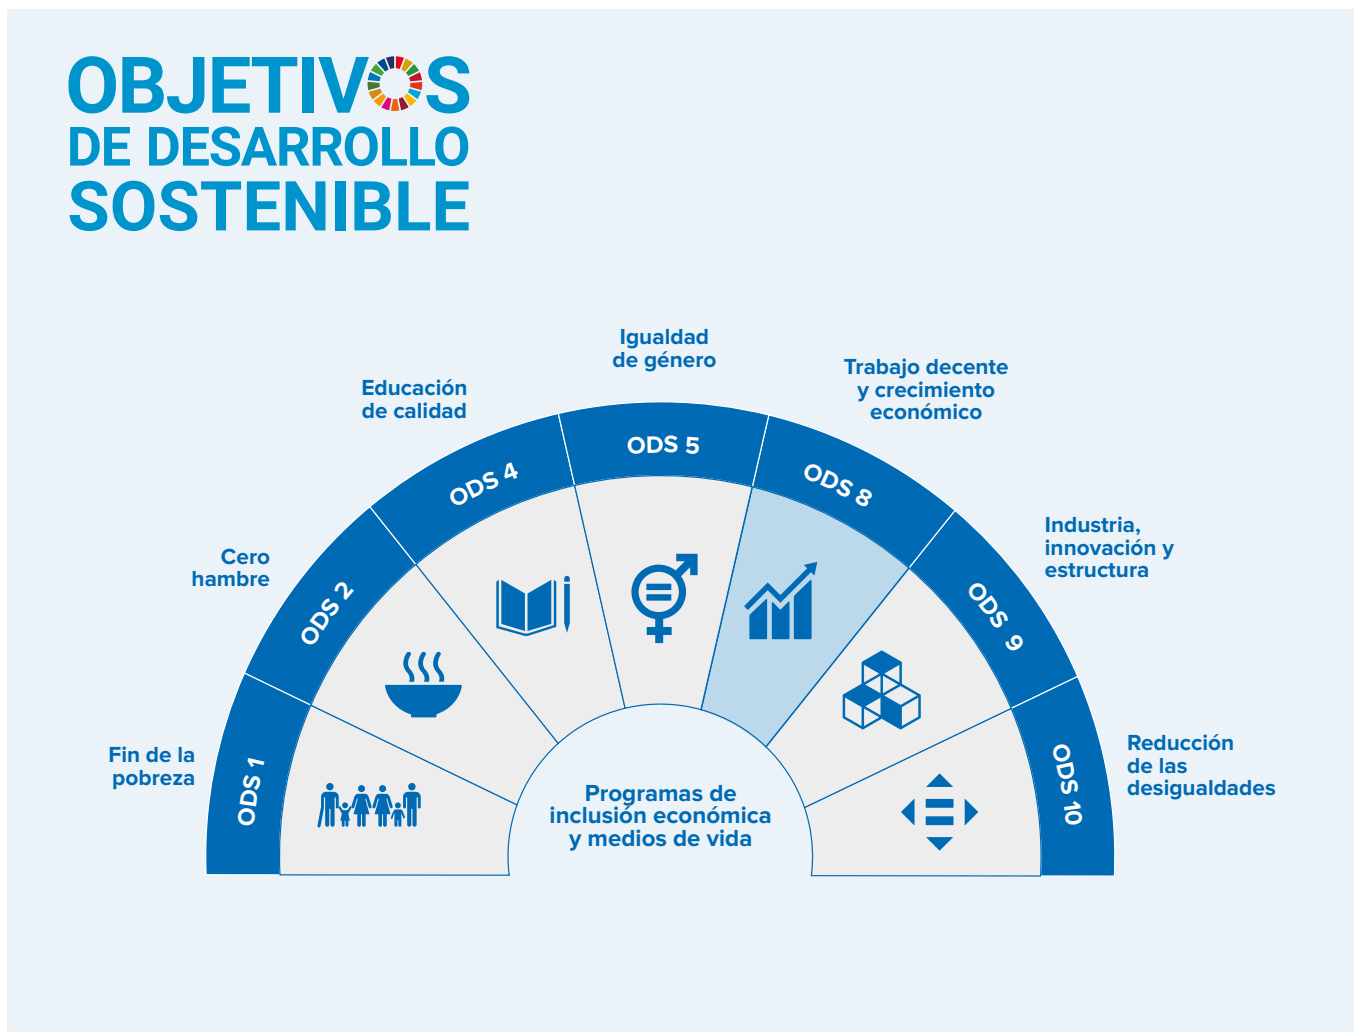 OBJETIVOS
DE DESARROLLO
SOSTENIBLE
Igualdad
de género
Trabajo decente
y crecimiento
económico
Educación
de calidad
Industria,
innovación y
estructura
Cero
hambre
Reducción
de las
desigualdades
Fin de la
pobreza
ODS 1
ODS 2
ODS 4
ODS 5
ODS 8
ODS 9
ODS 10
Programas de
inclusión económica
y medios de vida